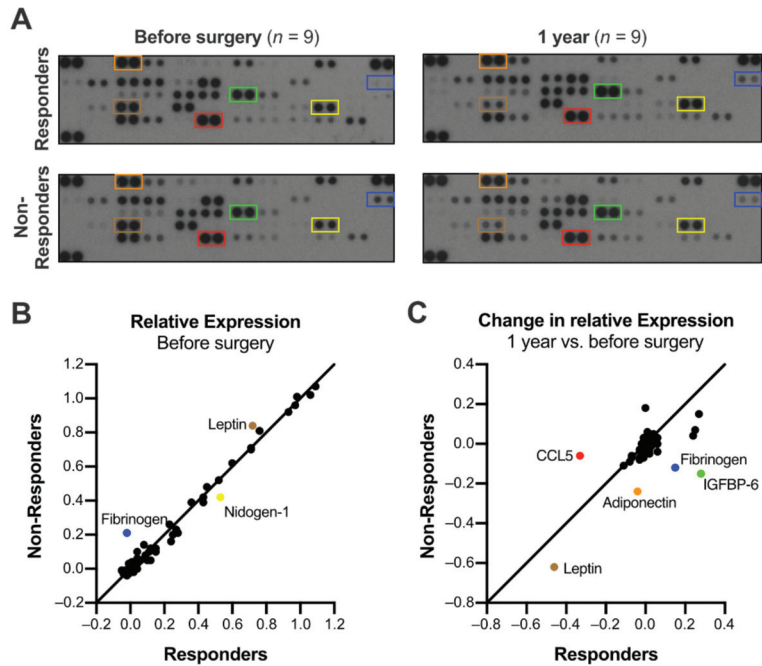 A
Before surgery (n = 9)
1 year (n = 9)
Responders
Non-
Responders
B
Relative Expression
Before surgery
1.2
1.0
0.8
0.6
0.4
0.2
0.0
–0.2
Non-Responders
Leptin
Fibrinogen
Nidogen-1
–0.2 0.0 0.2 0.4 0.6 0.8 1.0 1.2
Responders
C
Change in relative Expression
1 year vs. before surgery
0.4
0.2
0.0
–0.2
–0.4
–0.6
–0.8
Non-Responders
CCL5
Fibrinogen
IGFBP-6
Adiponectin
Leptin
–0.8 –0.6 –0.4 –0.2 0.0 0.2 0.4
Responders